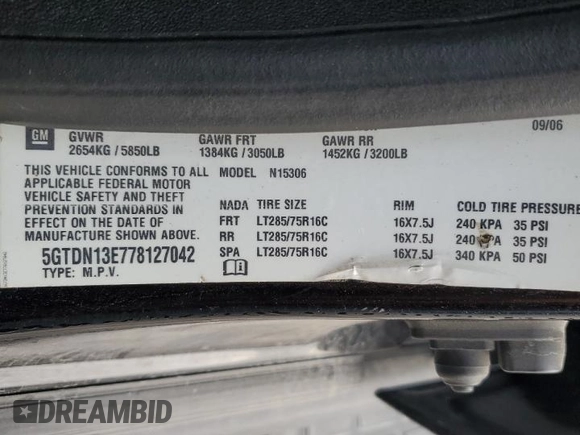 09/06
GM
GVWR GAWR FRT GAWR RR
2654KG / 5850LB 1384KG / 3050LB 1452KG / 3200LB
THIS VEHICLE CONFORMS TO ALL
APPLICABLE FEDERAL MOTOR
VEHICLE SAFETY AND THEFT
PREVENTION STANDARDS IN
EFFECT ON THE DATE OF
MANUFACTURE SHOWN ABOVE.
5GTDN13E778127042
TYPE: M.P.V.
MODEL N15306
NADA TIRE SIZE RIM COLD TIRE PRESSURE
FRT LT285/75R16C 16X7.5J 240 KPA 35 PSI
RR LT285/75R16C 16X7.5J 240 KPA 35 PSI
SPA LT285/75R16C 16X7.5J 340 KPA 50 PSI
DREAMBID